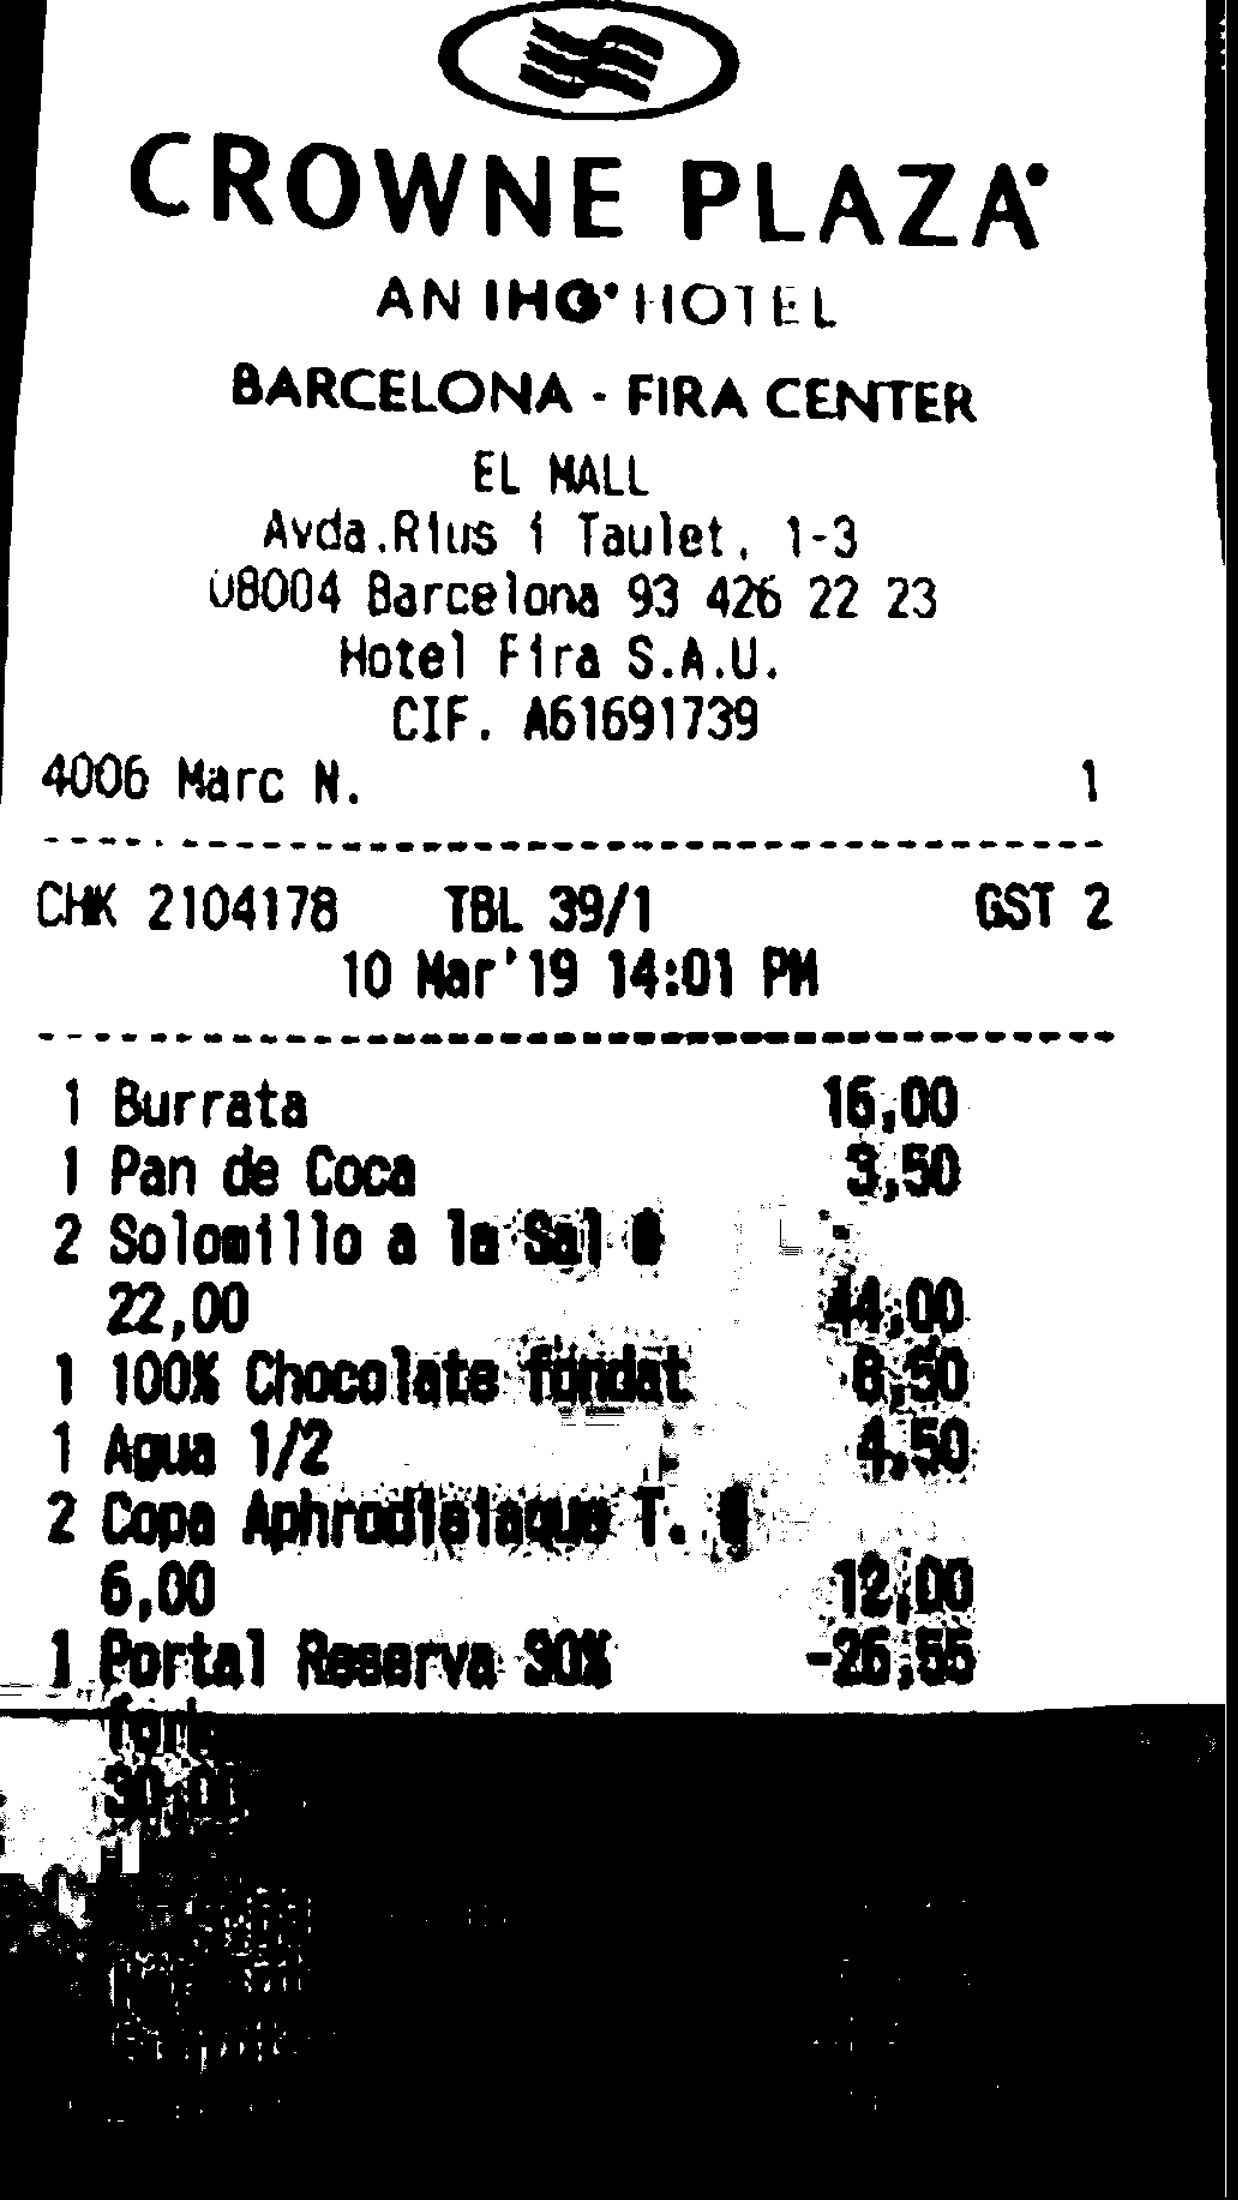 CROWNE PLAZA
AN IHG® HOTEL
BARCELONA - FIRA CENTER
EL MALL
Avda.Rius i Taulet, 1-3
08004 Barcelona 93 426 22 23
Hotel Fira S.A.U.
CIF. A61691739
4006 Marc N. 1
CHK 2104178 TBL 39/1 GST 2
10 Mar'19 14:01 PM
1 Burrata 16,00
1 Pan de Coca 3,50
2 Solomillo a la Sal @
22,00 44,00
1 100% Chocolate fondat 8,50
1 Agua 1/2 4,50
2 Copa T. @
6,00 12,00
1 Portal Reserva 30% -26,55
30,00